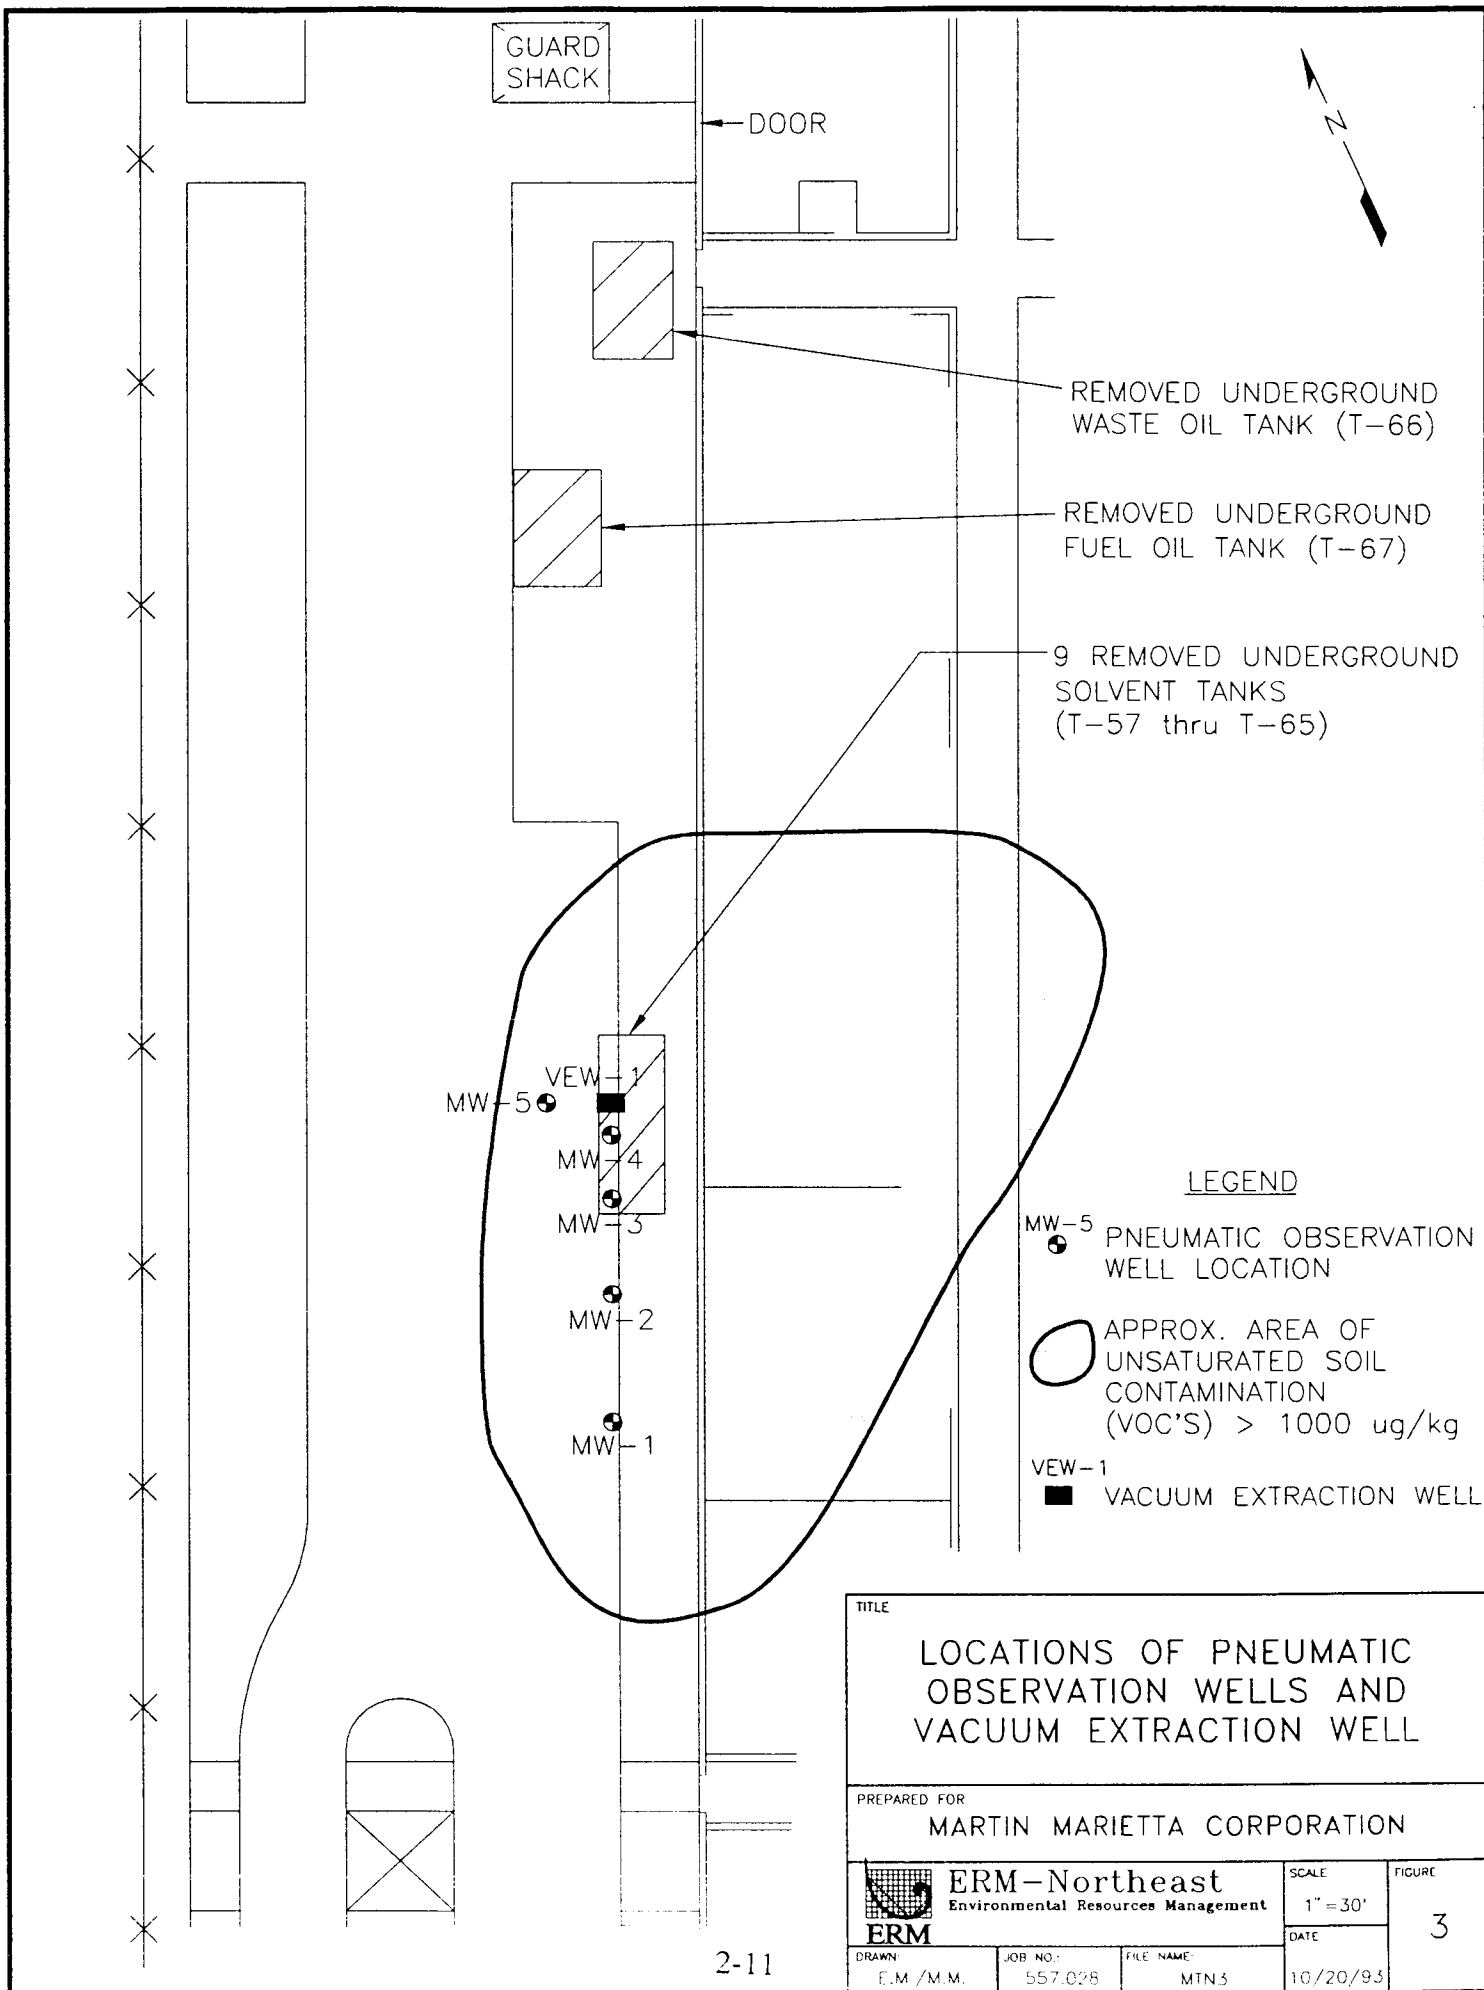 GUARD
SHACK
DOOR
N
REMOVED UNDERGROUND
WASTE OIL TANK (T-66)
REMOVED UNDERGROUND
FUEL OIL TANK (T-67)
9 REMOVED UNDERGROUND
SOLVENT TANKS
(T-57 thru T-65)
VEW-1
MW-5
MW-4
MW-3
MW-2
MW-1
LEGEND
MW-5
PNEUMATIC OBSERVATION
WELL LOCATION
APPROX. AREA OF
UNSATURATED SOIL
CONTAMINATION
(VOC'S) > 1000 ug/kg
VEW-1
VACUUM EXTRACTION WELL
TITLE
LOCATIONS OF PNEUMATIC
OBSERVATION WELLS AND
VACUUM EXTRACTION WELL
PREPARED FOR
MARTIN MARIETTA CORPORATION
ERM-Northeast
Environmental Resources Management
ERM
SCALE
1"=30'
FIGURE
3
DATE
10/20/93
DRAWN:
E.M./M.M.
JOB NO.:
557.028
FILE NAME:
MTN3
2-11